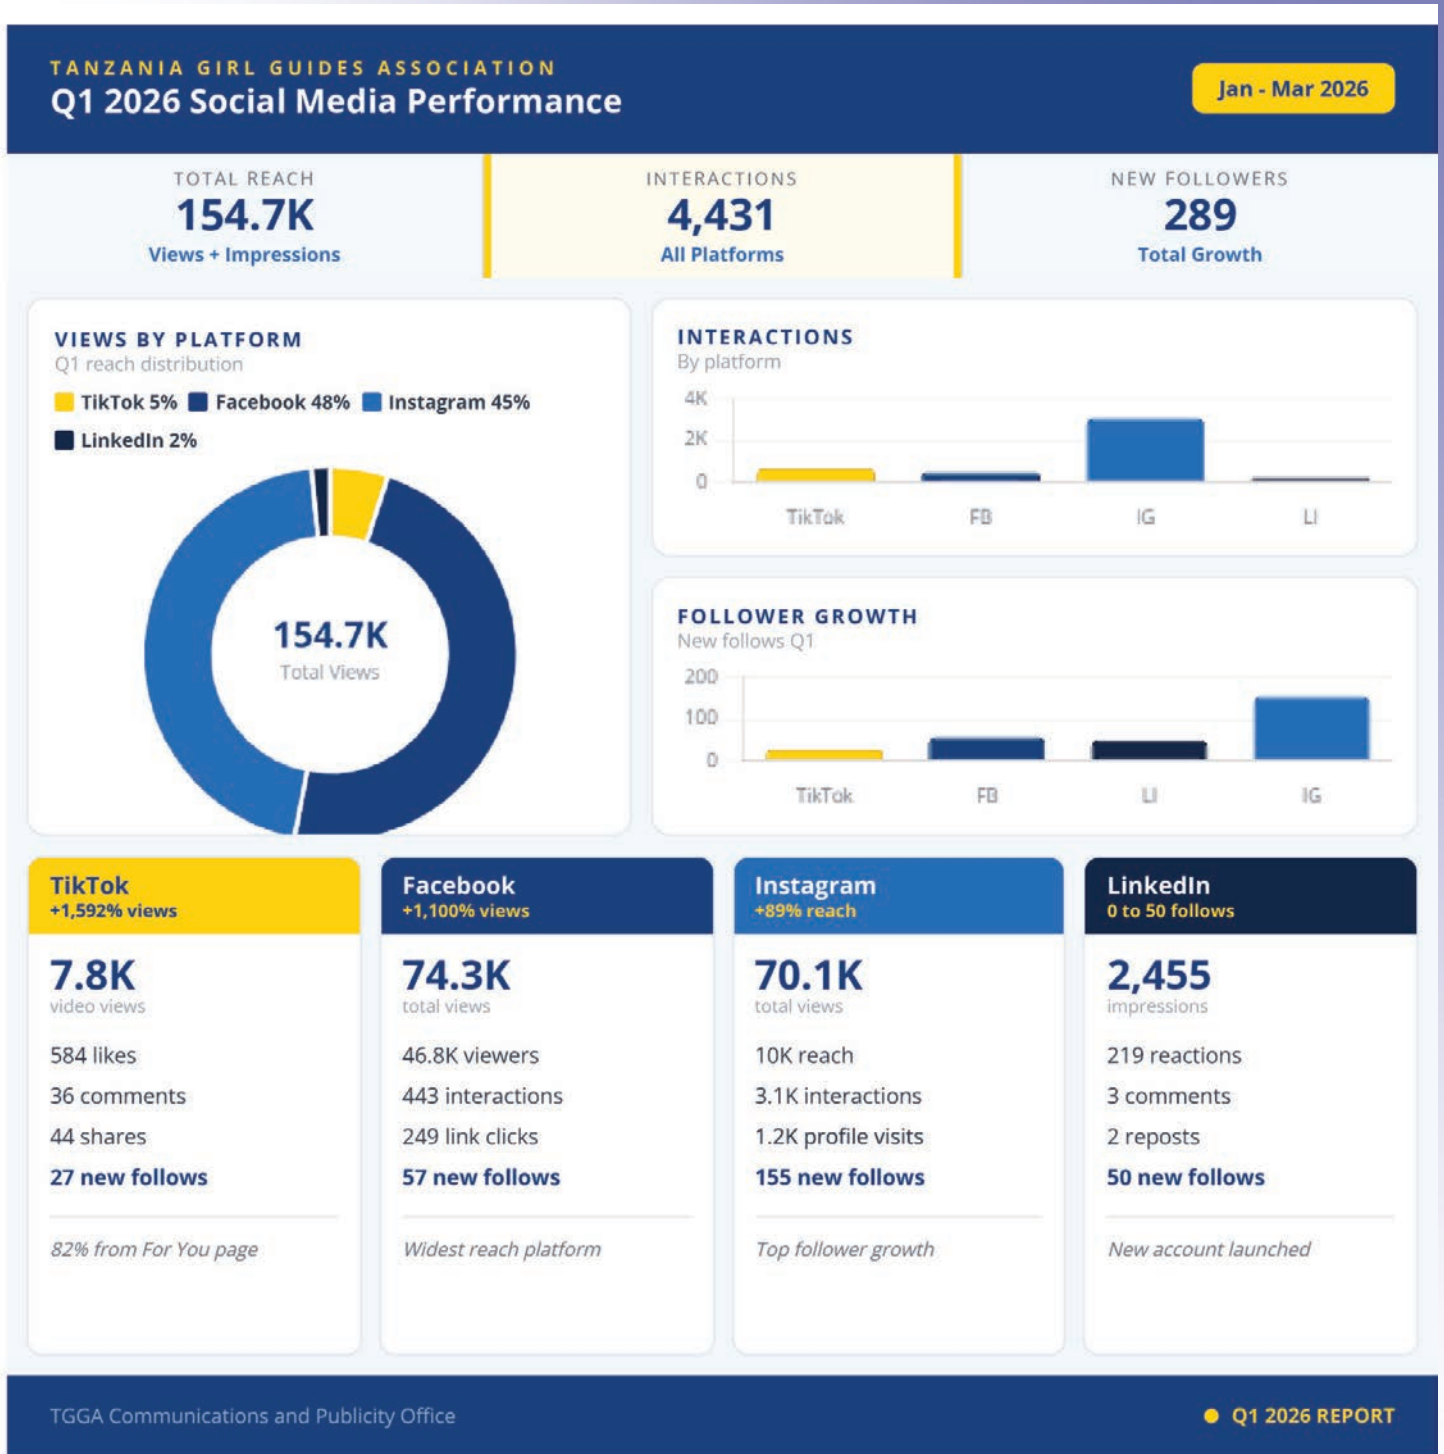 TANZANIA GIRL GUIDES ASSOCIATION
Q1 2026 Social Media Performance
Jan - Mar 2026
TOTAL REACH
154.7K
Views + Impressions
INTERACTIONS
4,431
All Platforms
NEW FOLLOWERS
289
Total Growth
VIEWS BY PLATFORM
Q1 reach distribution
TikTok 5% Facebook 48% Instagram 45%
LinkedIn 2%
154.7K
Total Views
INTERACTIONS
By platform
4K
2K
0
TikTok FB IG LI
FOLLOWER GROWTH
New follows Q1
200
100
0
TikTok FB LI IG
TikTok
+1,592% views
7.8K
video views
584 likes
36 comments
44 shares
27 new follows
82% from For You page
Facebook
+1,100% views
74.3K
total views
46.8K viewers
443 interactions
249 link clicks
57 new follows
Widest reach platform
Instagram
+89% reach
70.1K
total views
10K reach
3.1K interactions
1.2K profile visits
155 new follows
Top follower growth
LinkedIn
0 to 50 follows
2,455
impressions
219 reactions
3 comments
2 reposts
50 new follows
New account launched
TGGA Communications and Publicity Office
Q1 2026 REPORT